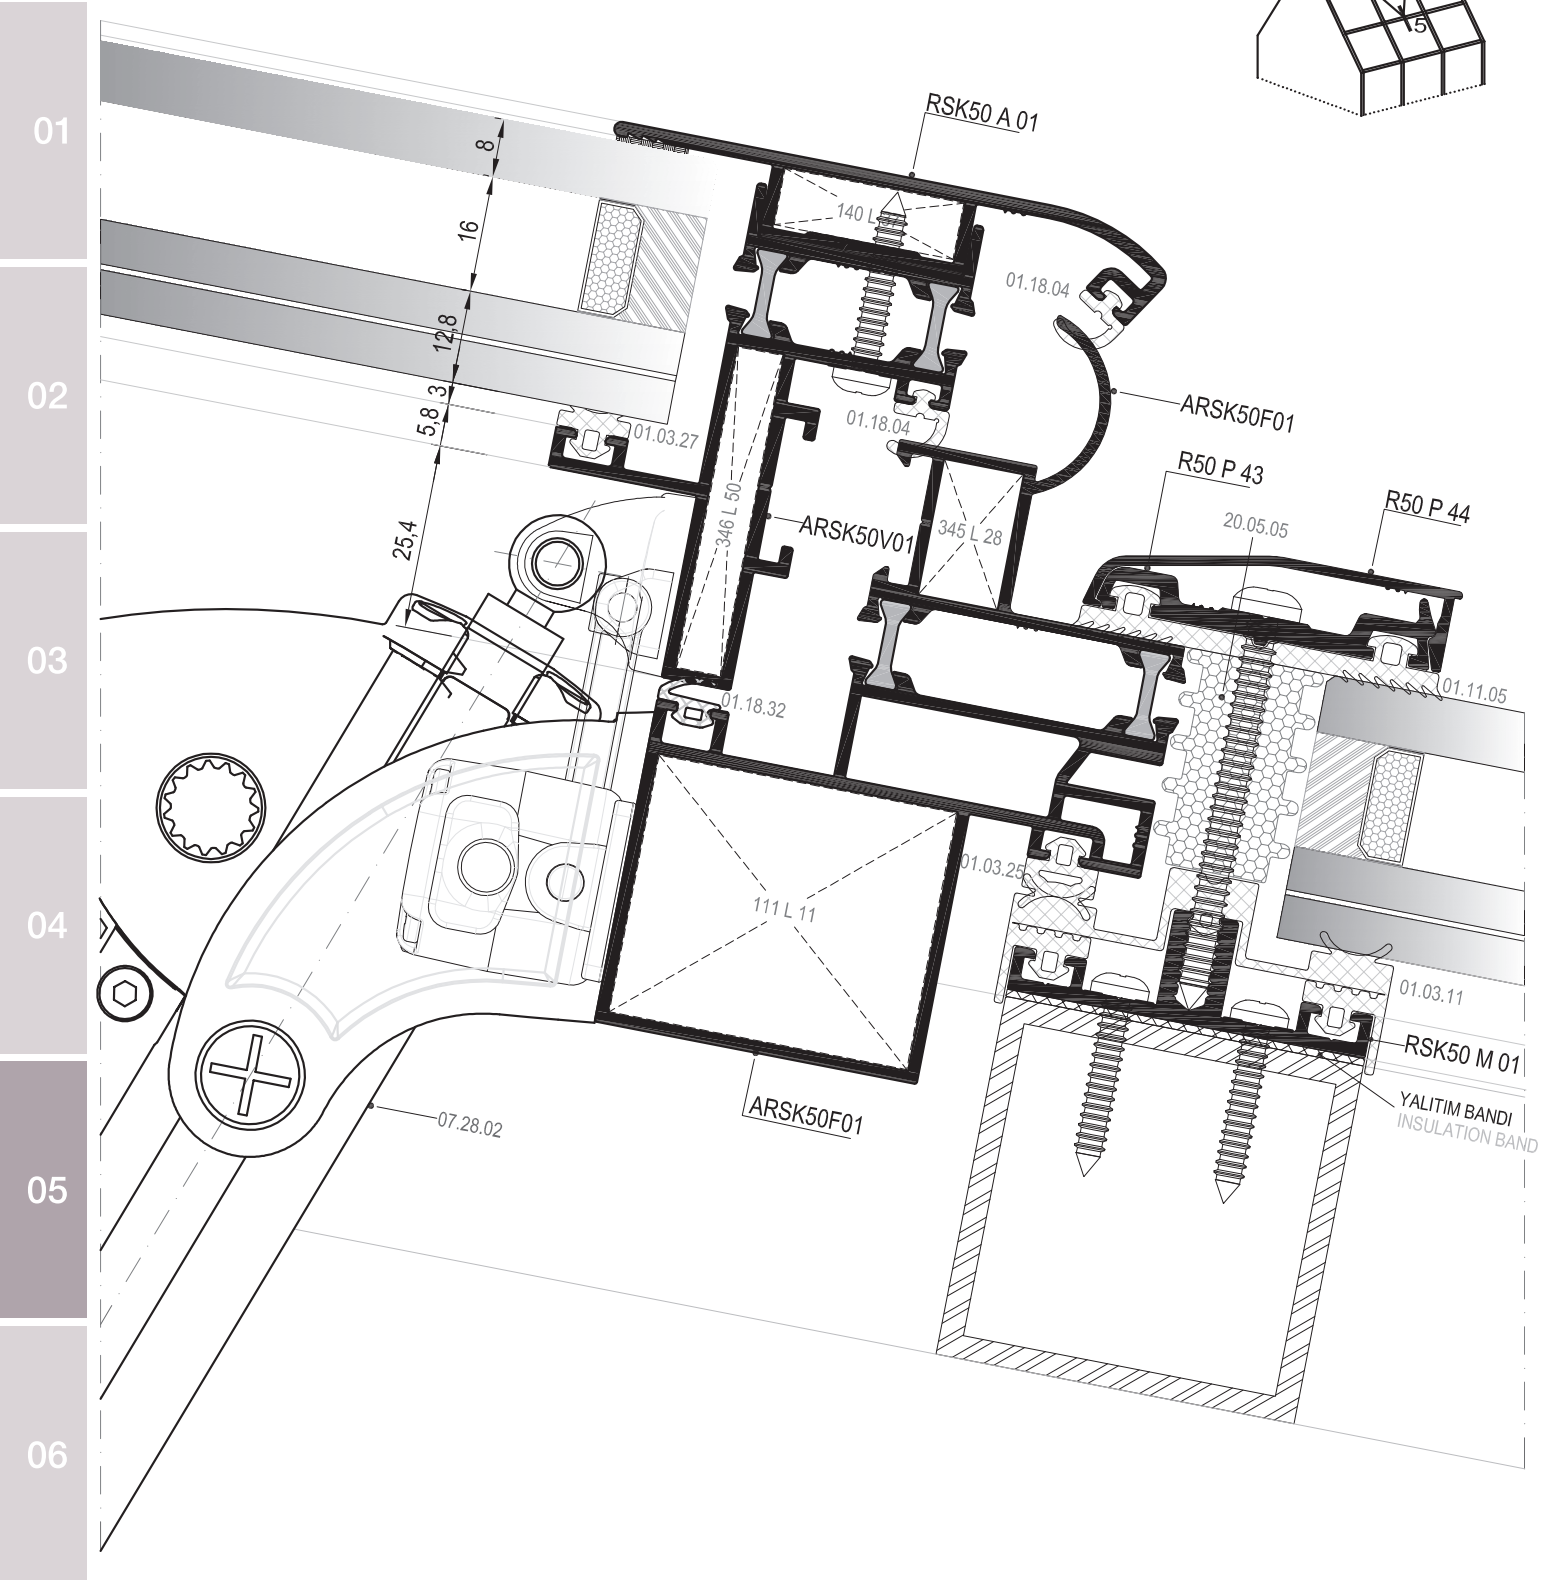 5
01
RSK50 A 01
8
140 L
16
01.18.04
12,8
02
3
5,8
01.03.27
01.18.04
ARSK50F01
R50 P 43
R50 P 44
20.05.05
346 L 50
ARSK50V01
345 L 28
25,4
03
01.18.32
01.11.05
04
01.03.25
111 L 11
01.03.11
RSK50 M 01
YALITIM BANDI
INSULATION BAND
ARSK50F01
07.28.02
05
06